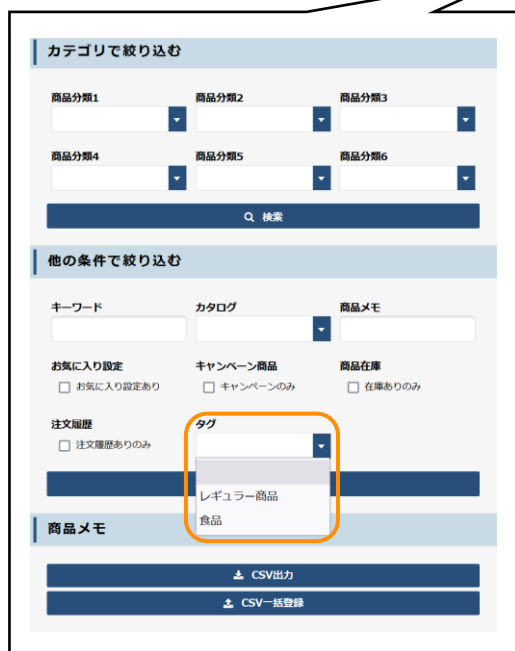 カテゴリで絞り込む
商品分類1 商品分類2 商品分類3
商品分類4 商品分類5 商品分類6
検索
他の条件で絞り込む
キーワード カタログ 商品メモ
お気に入り設定 キャンペーン商品 商品在庫
お気に入り設定あり キャンペーンのみ 在庫ありのみ
注文履歴 タグ
注文履歴ありのみ
レギュラー商品
食品
商品メモ
CSV出力
CSV一括登録